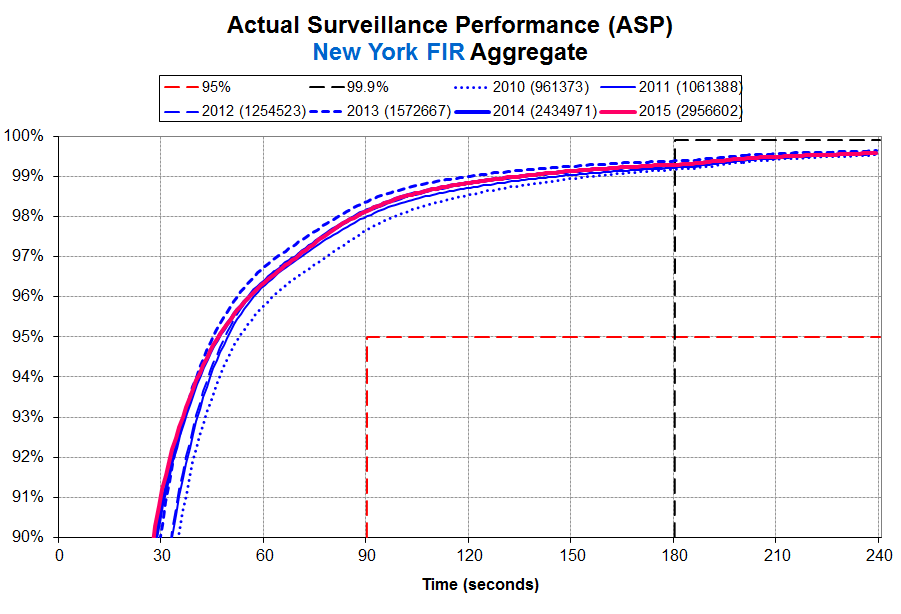 Actual Surveillance Performance (ASP)
New York FIR Aggregate
95% 99.9% 2010 (961373) 2011 (1061388)
2012 (1254523) 2013 (1572667) 2014 (2434971) 2015 (2956602)
100%
99%
98%
97%
96%
95%
94%
93%
92%
91%
90%
0 30 60 90 120 150 180 210 240
Time (seconds)